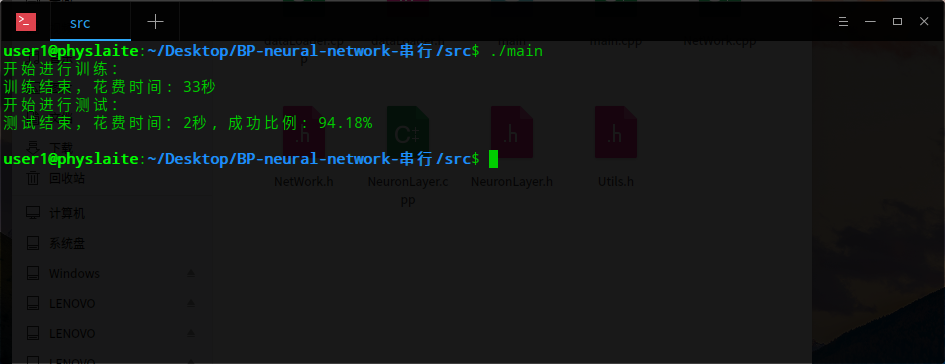 src
user1@physlaite:~/Desktop/BP-neural-network-串行/src$ ./main
开始进行训练：
训练结束，花费时间：33秒
开始进行测试：
测试结束，花费时间：2秒，成功比例：94.18%
user1@physlaite:~/Desktop/BP-neural-network-串行/src$
main.cpp
NetWork.cpp
下载
回收站
计算机
系统盘
Windows
LENOVO
LENOVO
LENOVO
.h
C++
.h
.h
NetWork.h
NeuronLayer.c
pp
NeuronLayer.h
Utils.h